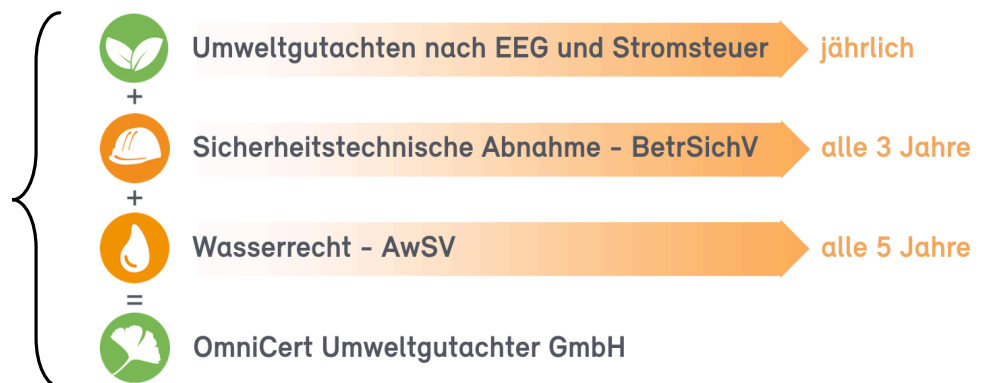 Umweltgutachten nach EEG und Stromsteuer jährlich
+
Sicherheitstechnische Abnahme - BetrSichV alle 3 Jahre
+
Wasserrecht - AwSV alle 5 Jahre
=
OmniCert Umweltgutachter GmbH